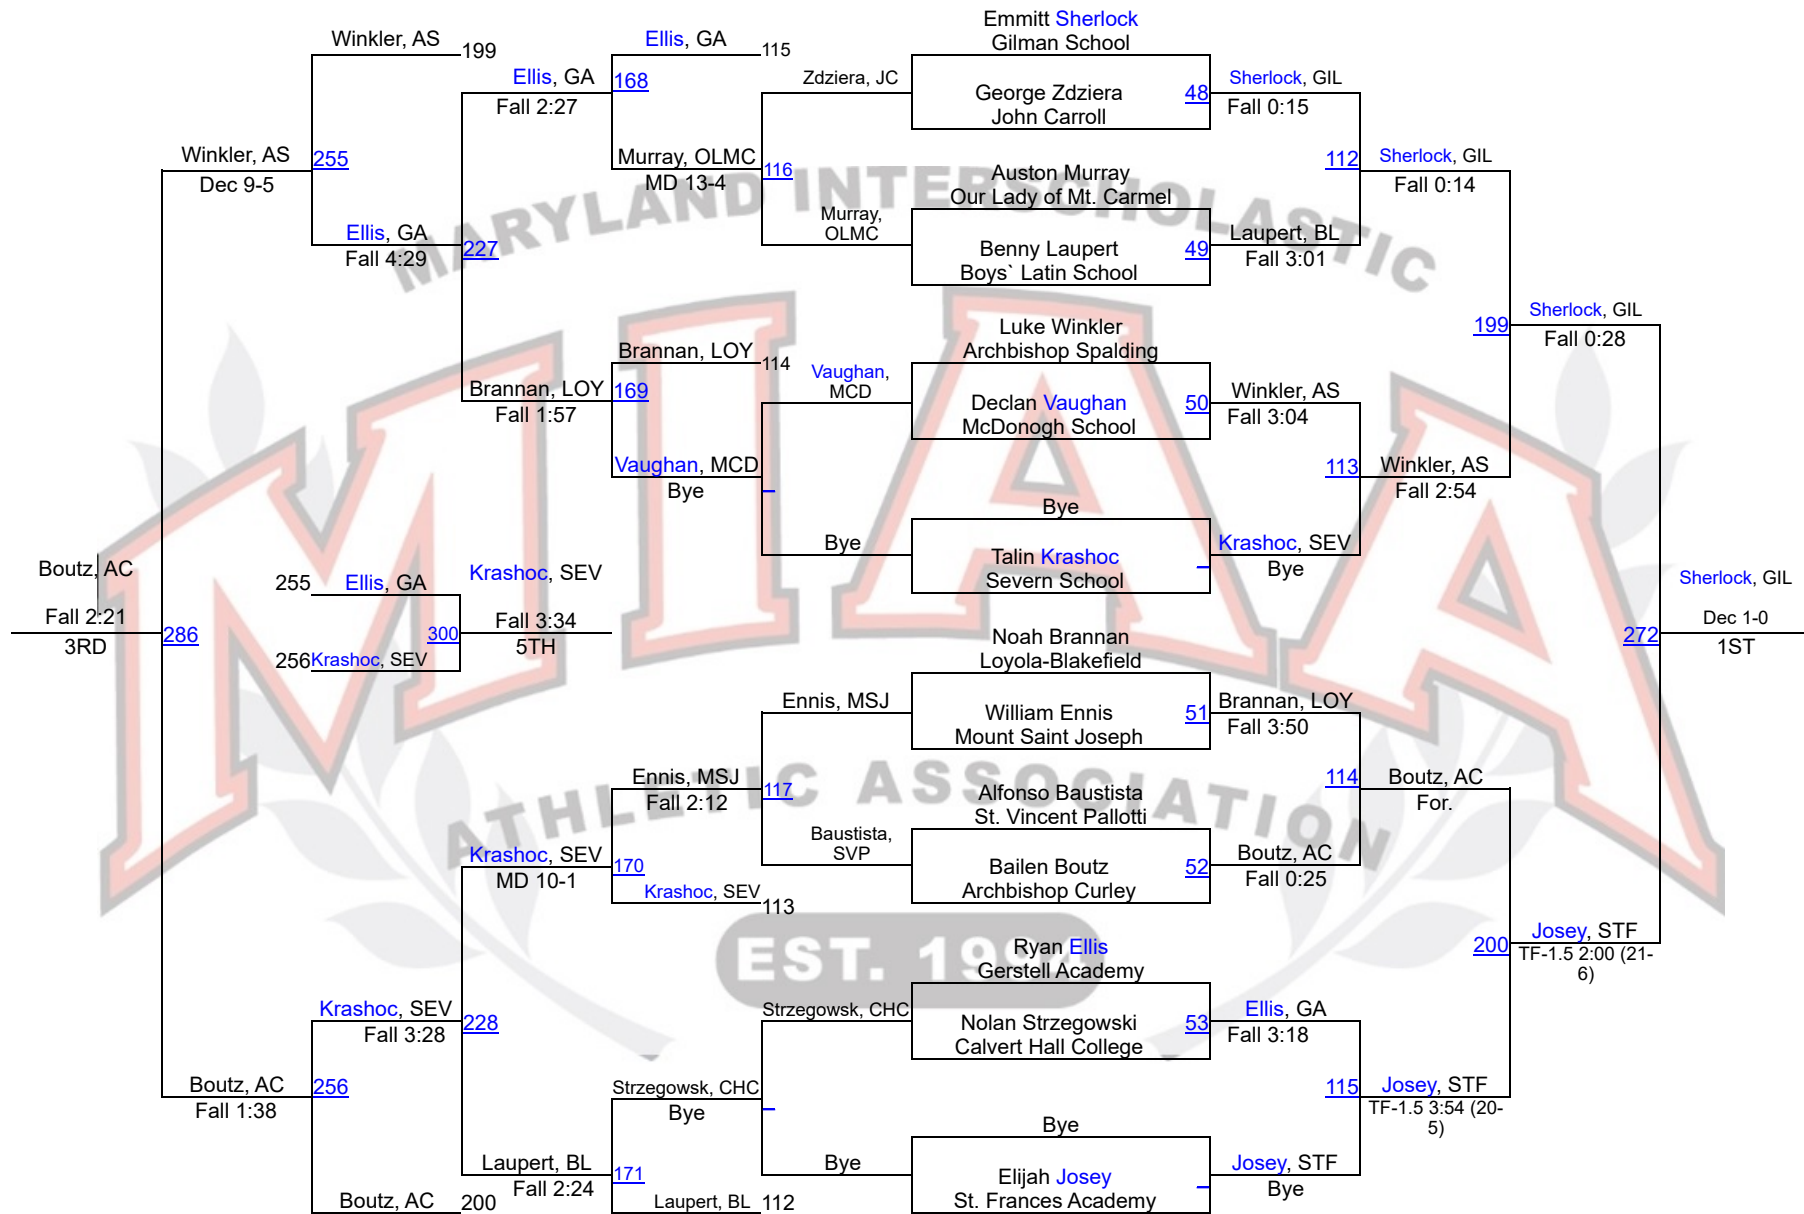 Winkler, AS
199
Ellis, GA
168
Fall 2:27
Ellis, GA
115
Murray, OLMC
MD 13-4
116
Zdziera, JC
Murray,
OLMC
Winkler, AS
Dec 9-5
255
Ellis, GA
Fall 4:29
227
Brannan, LOY
Fall 1:57
169
Brannan, LOY
114
Vaughan, MCD
Bye
Vaughan,
MCD
Bye
Emmitt Sherlock
Gilman School
George Zdziera
John Carroll
48
Sherlock, GIL
Fall 0:15
Auston Murray
Our Lady of Mt. Carmel
Benny Laupert
Boys` Latin School
49
Laupert, BL
Fall 3:01
112
Sherlock, GIL
Fall 0:14
Luke Winkler
Archbishop Spalding
Declan Vaughan
McDonogh School
50
Winkler, AS
Fall 3:04
Bye
Talin Krashoc
Severn School
Krashoc, SEV
Bye
113
Winkler, AS
Fall 2:54
199
Sherlock, GIL
Fall 0:28
Boutz, AC
Fall 2:21
3RD
286
255
Ellis, GA
256
Krashoc, SEV
300
Krashoc, SEV
Fall 3:34
5TH
Sherlock, GIL
Dec 1-0
1ST
272
Noah Brannan
Loyola-Blakefield
William Ennis
Mount Saint Joseph
51
Brannan, LOY
Fall 3:50
Alfonso Baustista
St. Vincent Pallotti
Bailen Boutz
Archbishop Curley
52
Boutz, AC
Fall 0:25
114
Boutz, AC
For.
Ennis, MSJ
Ennis, MSJ
Fall 2:12
117
Baustista,
SVP
Krashoc, SEV
MD 10-1
170
Krashoc, SEV
113
Ryan Ellis
Gerstell Academy
Nolan Strzegowski
Calvert Hall College
53
Ellis, GA
Fall 3:18
Bye
Elijah Josey
St. Frances Academy
Josey, STF
Bye
115
Josey, STF
TF-1.5 3:54 (20-
5)
200
Josey, STF
TF-1.5 2:00 (21-
6)
Krashoc, SEV
Fall 3:28
228
Boutz, AC
Fall 1:38
256
Boutz, AC
200
Laupert, BL
Fall 2:24
171
Strzegowsk, CHC
Strzegowsk, CHC
Bye
Bye
Laupert, BL
112
MARYLAND INTERSCHOLASTIC
MIAA
ATHLETIC ASSOCIATION
EST. 1994